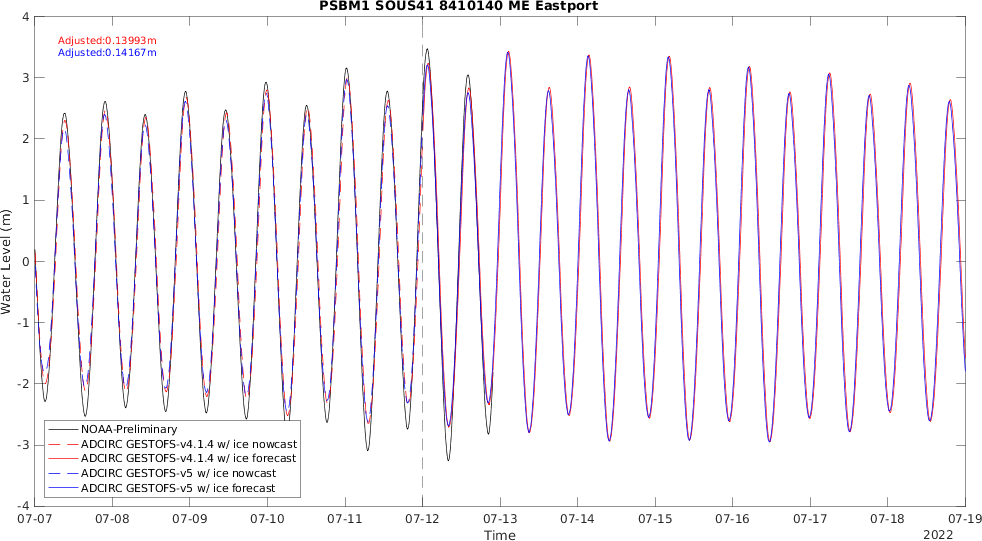 PSBM1 SOUS41 8410140 ME Eastport
Adjusted:0.13993m
Adjusted:0.14167m
4
3
2
1
0
-1
-2
-3
-4
Water Level (m)
NOAA-Preliminary
ADCIRC GESTOFS-v4.1.4 w/ ice nowcast
ADCIRC GESTOFS-v4.1.4 w/ ice forecast
ADCIRC GESTOFS-v5 w/ ice nowcast
ADCIRC GESTOFS-v5 w/ ice forecast
07-07 07-08 07-09 07-10 07-11 07-12 07-13 07-14 07-15 07-16 07-17 07-18 07-19
Time
2022